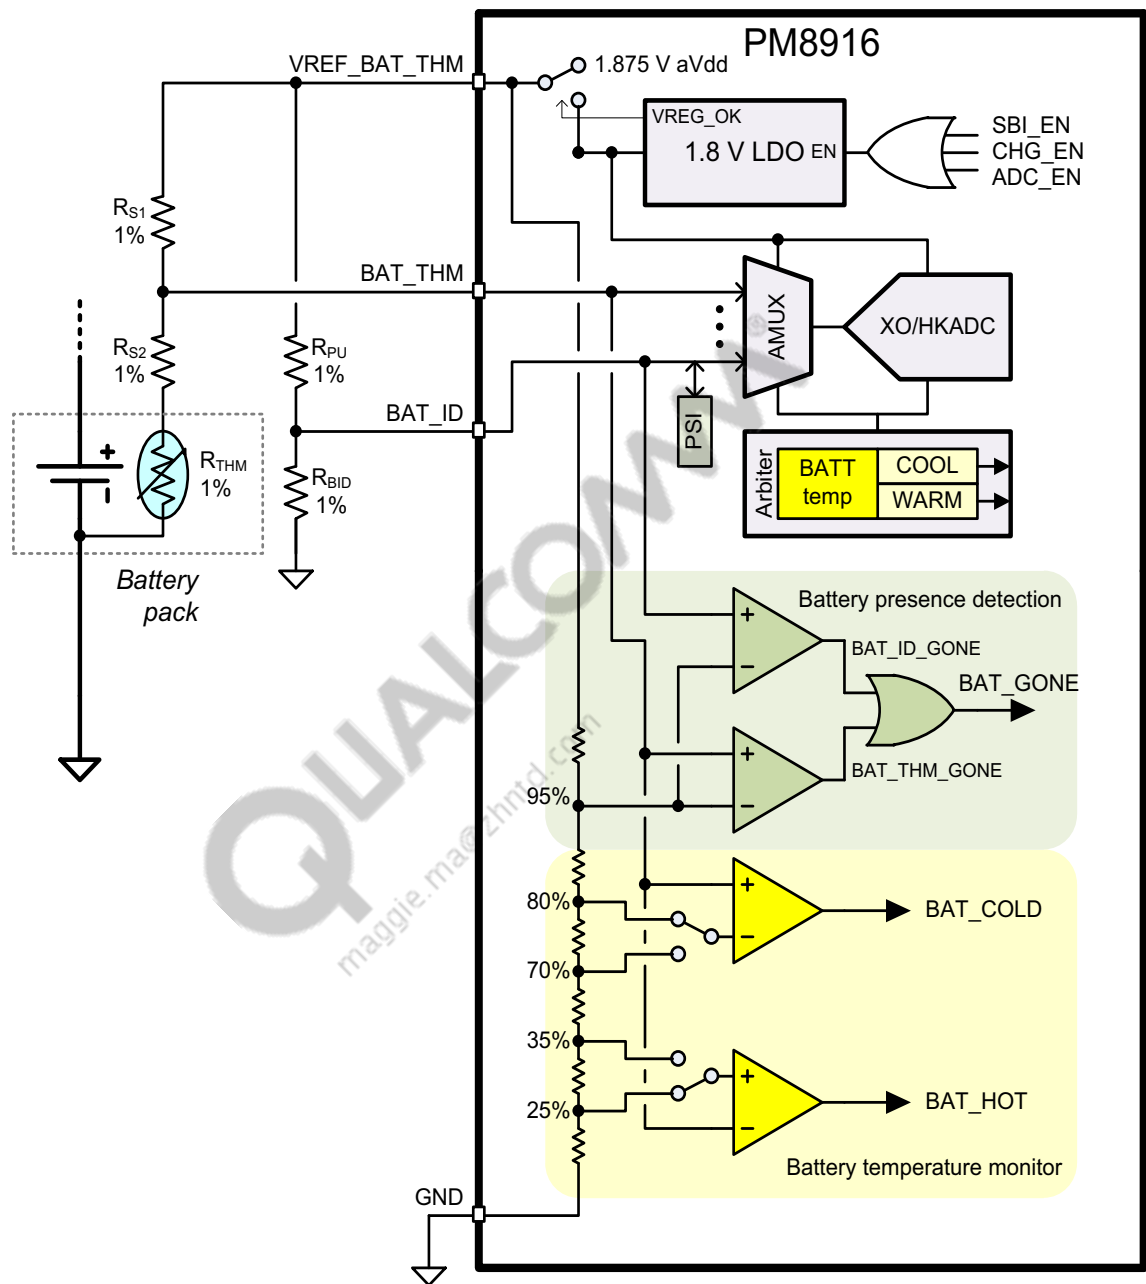 PM8916
VREF_BAT_THM
1.875 V aVdd
VREG_OK
1.8 V LDO EN
SBI_EN
CHG_EN
ADC_EN
RS1
1%
BAT_THM
AMUX
XO/HKADC
RS2
1%
RPU
1%
BAT_ID
PSI
RTHM
1%
RBID
1%
+
Arbiter
BATT
temp
COOL
WARM
Battery
pack
Battery presence detection
+
−
BAT_ID_GONE
BAT_GONE
+
−
BAT_THM_GONE
95%
80%
+
−
BAT_COLD
70%
35%
25%
+
−
BAT_HOT
Battery temperature monitor
GND
QUALCOMM®
maggie.ma@zhntd.com